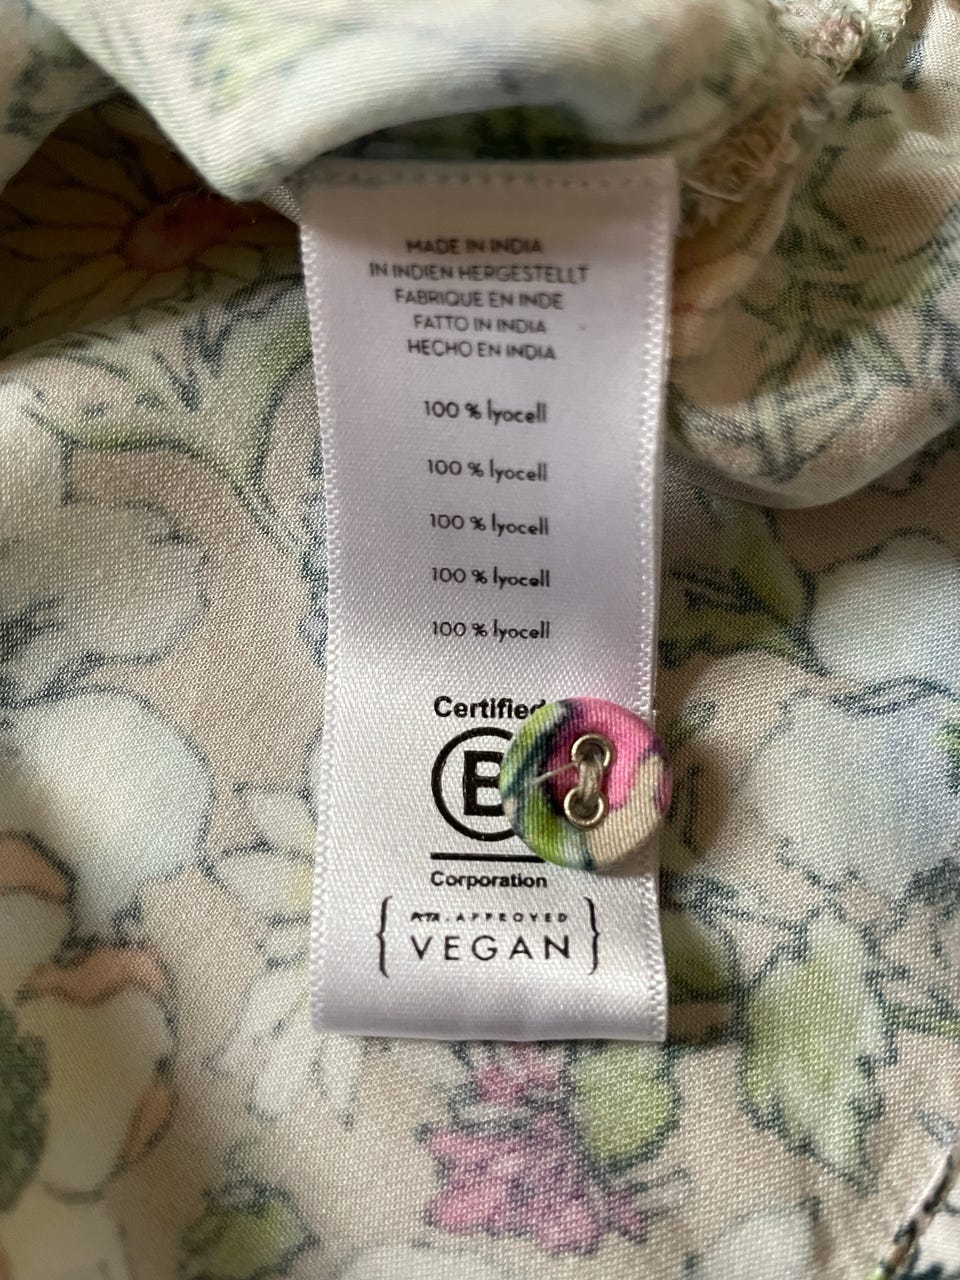 MADE IN INDIA
IN INDIEN HERGESTELLT
FABRIQUE EN INDE
FATTO IN INDIA
HECHO EN INDIA
100 % lyocell
100 % lyocell
100 % lyocell
100 % lyocell
100 % lyocell
Certified
B
Corporation
PETA - APPROVED
VEGAN